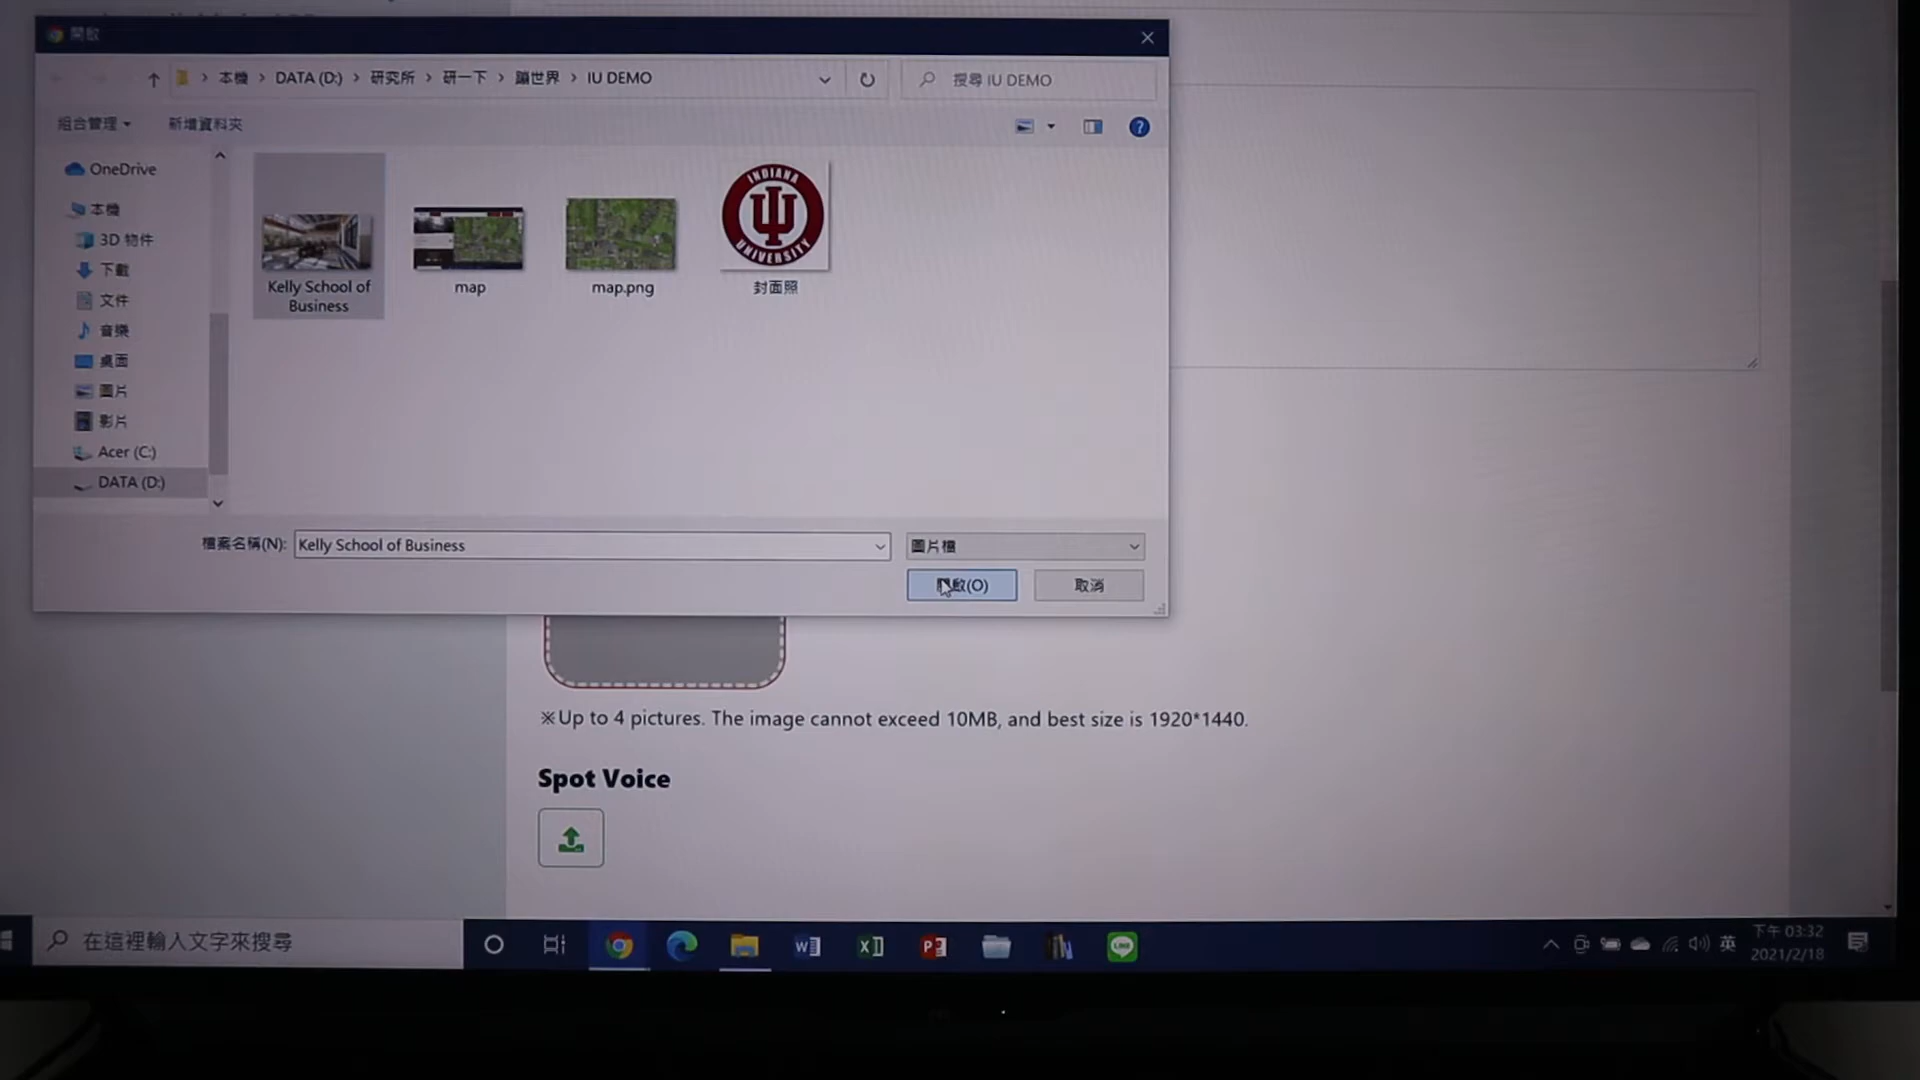 開啟
本機 > DATA (D:) > 研究所 > 研一下 > 蹦世界 > IU DEMO
搜尋 IU DEMO
組合管理
新增資料夾
OneDrive
本機
3D 物件
下載
文件
音樂
桌面
圖片
影片
Acer (C:)
DATA (D:)
Kelly School of
Business
map
map.png
INDIANA
UNIVERSITY
封面照
檔案名稱(N):
Kelly School of Business
圖片檔
開啟(O)
取消
※Up to 4 pictures. The image cannot exceed 10MB, and best size is 1920*1440.
Spot Voice
在這裡輸入文字來搜尋
英
下午 03:32
2021/2/18